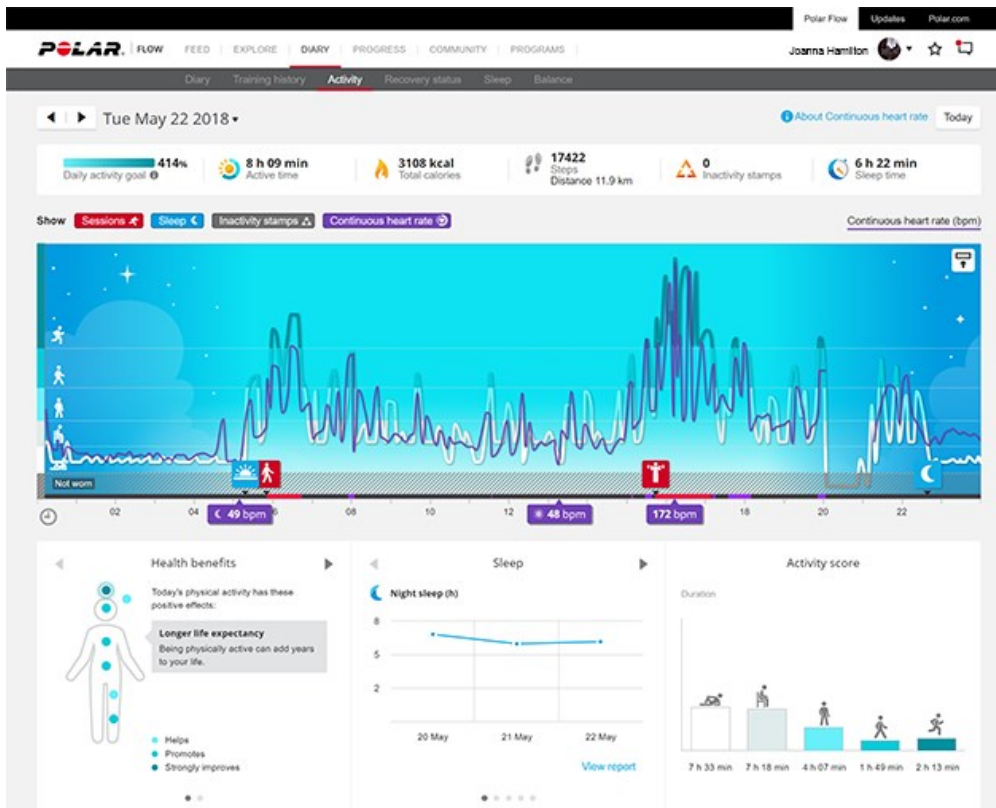 Polar Flow Updates Polar.com
POLAR. FLOW FEED EXPLORE DIARY PROGRESS COMMUNITY PROGRAMS Joanna Hamilton
Diary Training history Activity Recovery status Sleep Balance
Tue May 22 2018 About Continuous heart rate Today
414%
Daily activity goal
8 h 09 min
Active time
3108 kcal
Total calories
17422
Steps
Distance 11.9 km
0
Inactivity stamps
6 h 22 min
Sleep time
Show Sessions Sleep Inactivity stamps Continuous heart rate Continuous heart rate (bpm)
Not worn
02 04 06 08 10 12 18 20 22
49 bpm 48 bpm 172 bpm
Health benefits
Today's physical activity has these
positive effects:
Longer life expectancy
Being physically active can add years
to your life.
Helps
Promotes
Strongly improves
Sleep
Night sleep (h)
8
5
2
20 May 21 May 22 May
View report
Activity score
Duration
7 h 33 min 7 h 18 min 4 h 07 min 1 h 49 min 2 h 13 min